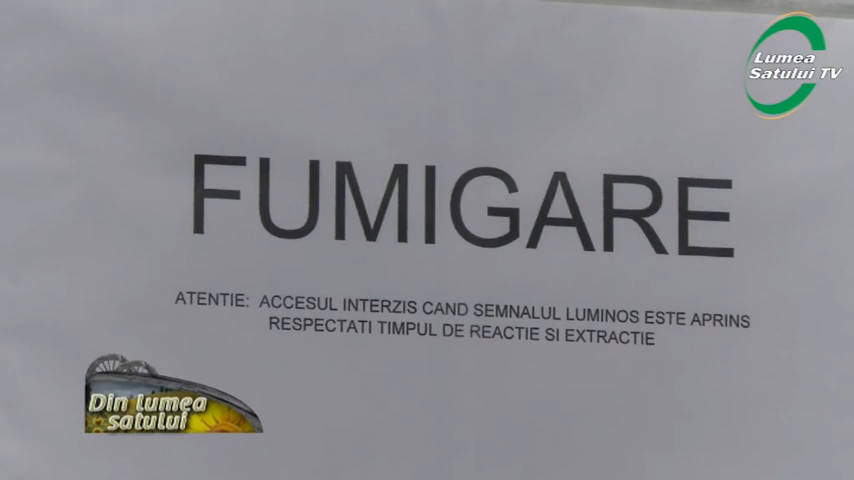 Lumea
Satului TV
FUMIGARE
ATENTIE: ACCESUL INTERZIS CAND SEMNALUL LUMINOS ESTE APRINS
RESPECTATI TIMPUL DE REACTIE SI EXTRACTIE
Din lumea
satului